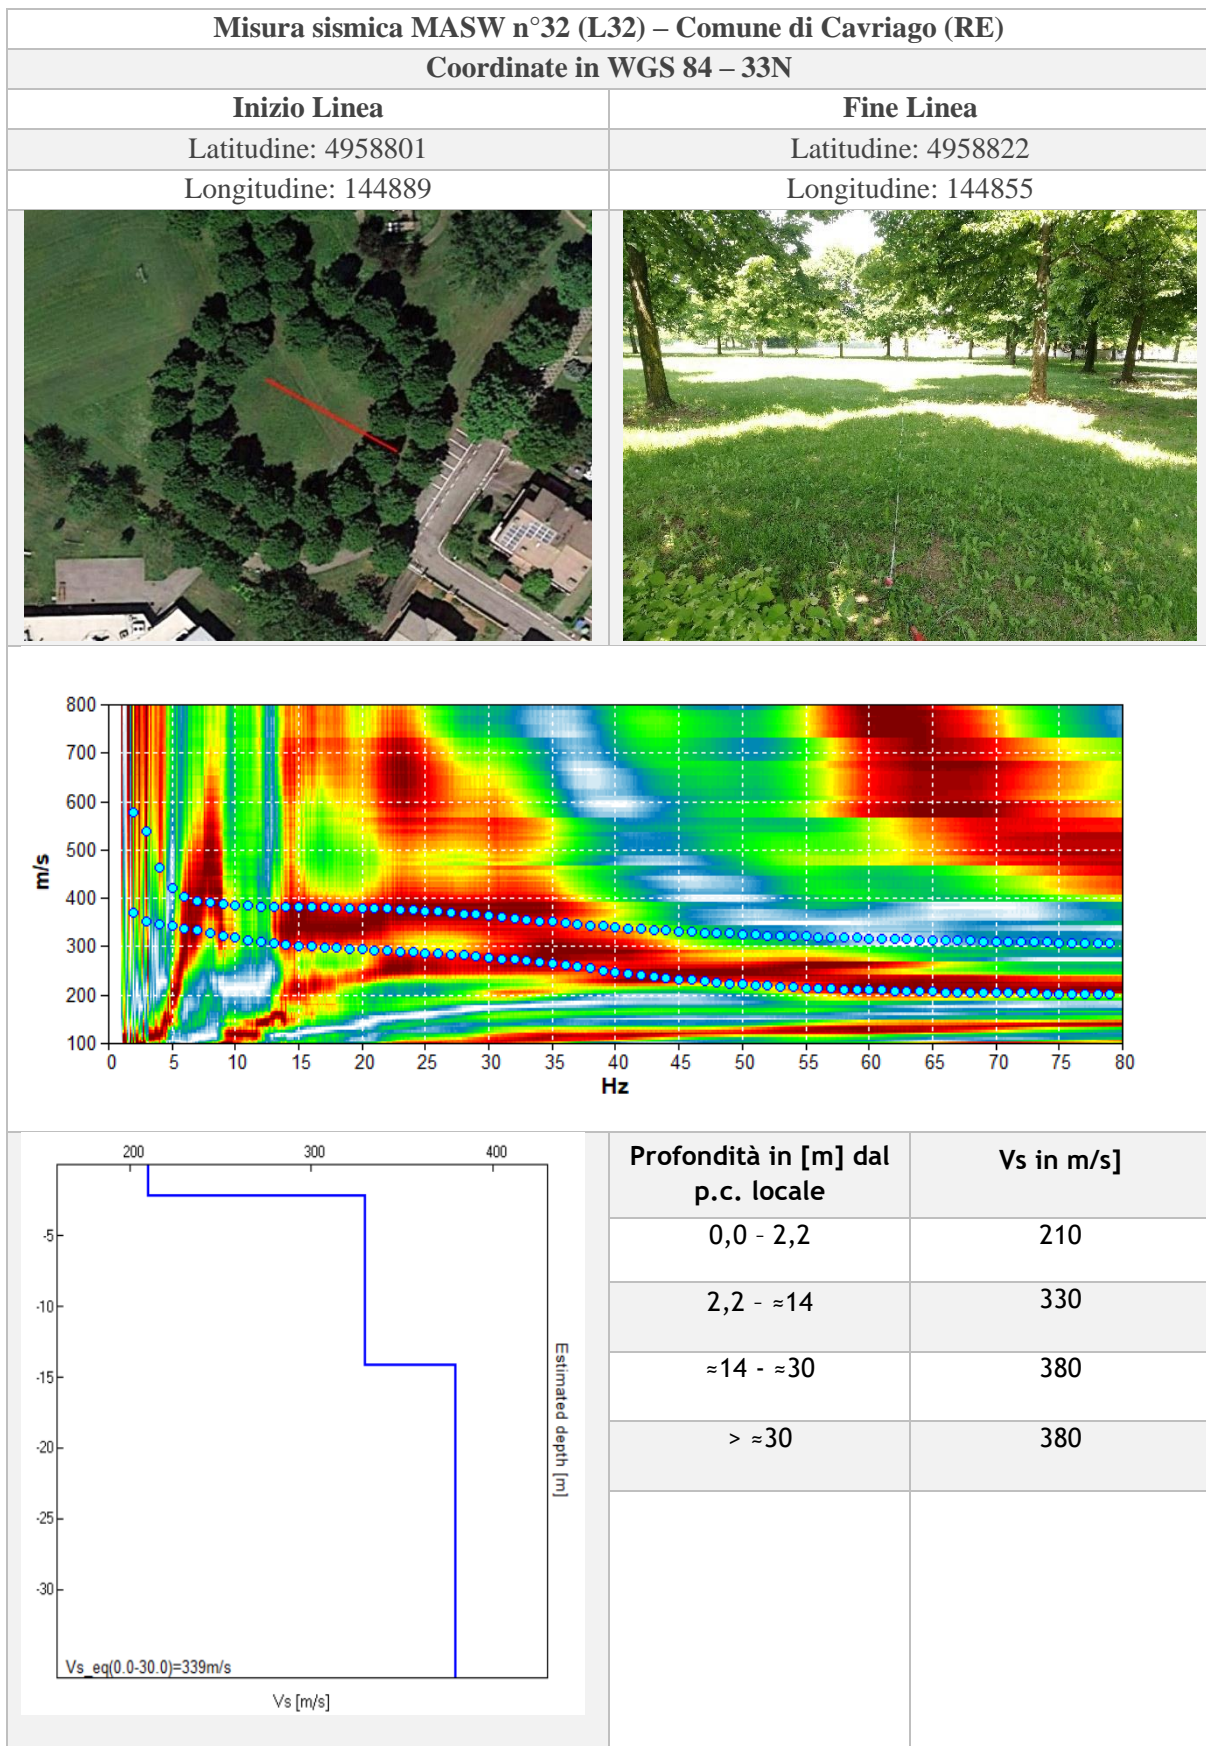 Misura sismica MASW n°32 (L32) – Comune di Cavriago (RE)
Coordinate in WGS 84 – 33N
Inizio Linea
Fine Linea
Latitudine: 4958801
Latitudine: 4958822
Longitudine: 144889
Longitudine: 144855
800
700
600
500
400
300
200
100
m/s
0 5 10 15 20 25 30 35 40 45 50 55 60 65 70 75 80
Hz
200 300 400
-5
-10
-15
-20
-25
-30
Estimated depth [m]
Vs_eq(0.0-30.0)=339m/s
Vs [m/s]
Profondità in [m] dal
p.c. locale
Vs in m/s]
0,0 – 2,2
210
2,2 – ≈14
330
≈14 - ≈30
380
> ≈30
380